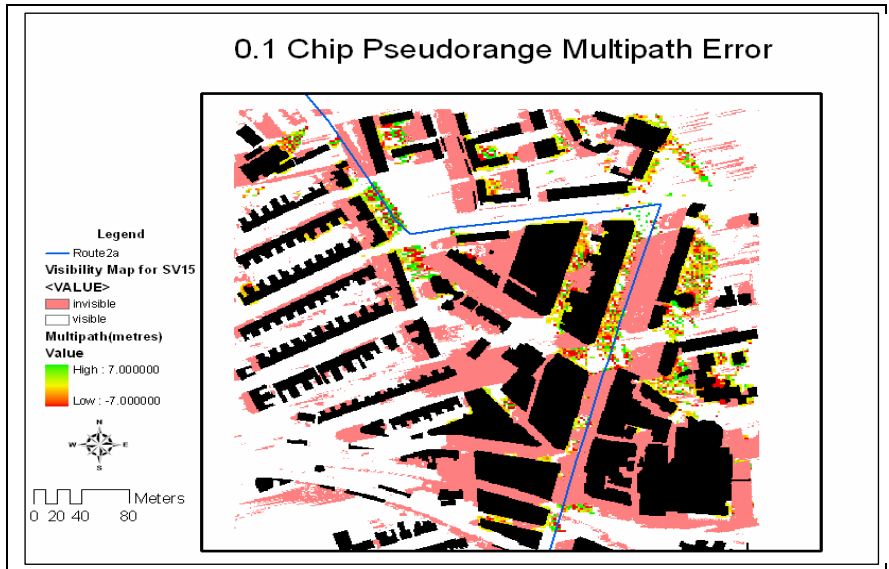 0.1 Chip Pseudorange Multipath Error
Legend
Route2a
Visibility Map for SV15
<VALUE>
invisible
visible
Multipath(metres)
Value
High : 7.000000
Low : -7.000000
N
W E
S
Meters
0 20 40 80